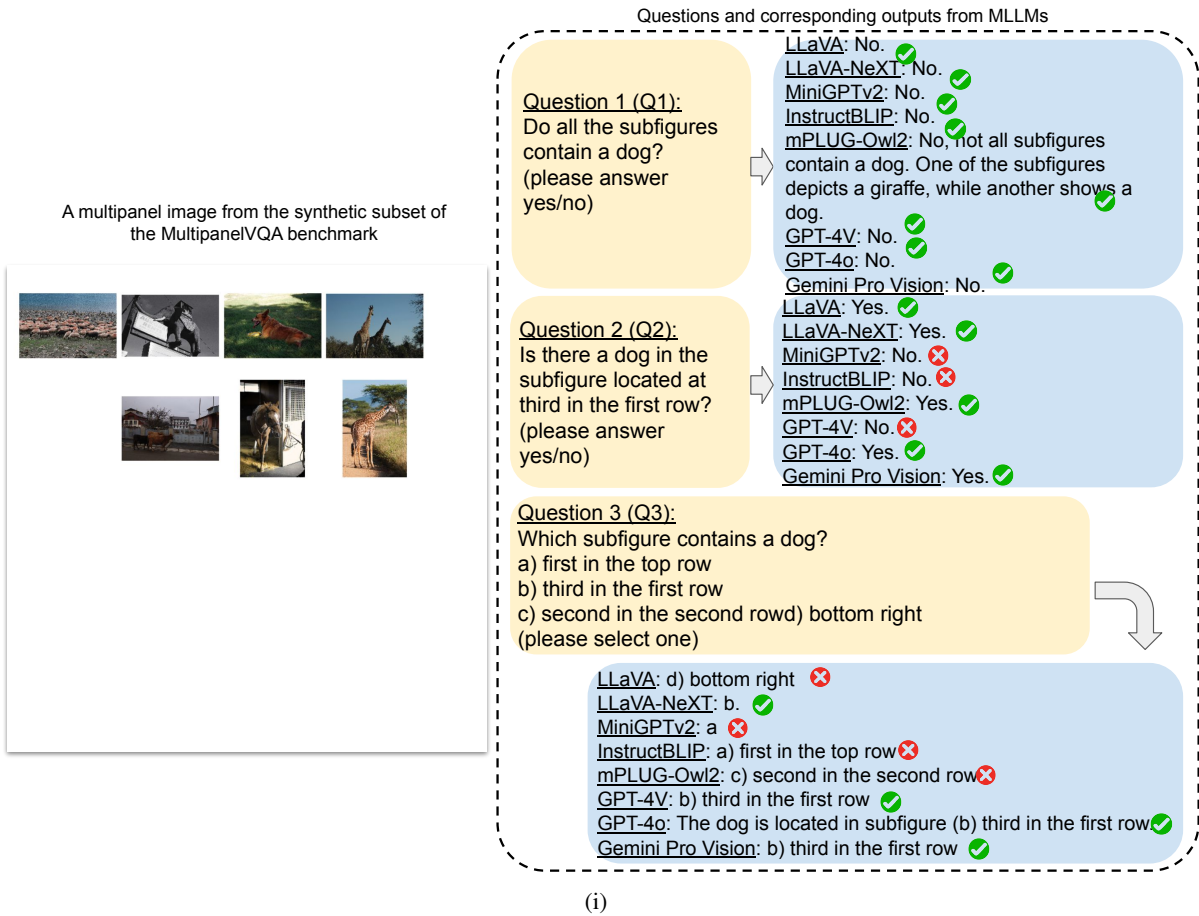 Questions and corresponding outputs from MLLMs
A multipanel image from the synthetic subset of
the MultipanelVQA benchmark
Question 1 (Q1):
Do all the subfigures
contain a dog?
(please answer
yes/no)
LLaVA: No.
LLaVA-NeXT: No.
MiniGPTv2: No.
InstructBLIP: No.
mPLUG-Owl2: No, not all subfigures
contain a dog. One of the subfigures
depicts a giraffe, while another shows a
dog.
GPT-4V: No.
GPT-4o: No.
Gemini Pro Vision: No.
Question 2 (Q2):
Is there a dog in the
subfigure located at
third in the first row?
(please answer
yes/no)
LLaVA: Yes.
LLaVA-NeXT: Yes.
MiniGPTv2: No.
InstructBLIP: No.
mPLUG-Owl2: Yes.
GPT-4V: No.
GPT-4o: Yes.
Gemini Pro Vision: Yes.
Question 3 (Q3):
Which subfigure contains a dog?
a) first in the top row
b) third in the first row
c) second in the second rowd) bottom right
(please select one)
LLaVA: d) bottom right
LLaVA-NeXT: b.
MiniGPTv2: a
InstructBLIP: a) first in the top row
mPLUG-Owl2: c) second in the second row
GPT-4V: b) third in the first row
GPT-4o: The dog is located in subfigure (b) third in the first row.
Gemini Pro Vision: b) third in the first row
(i)